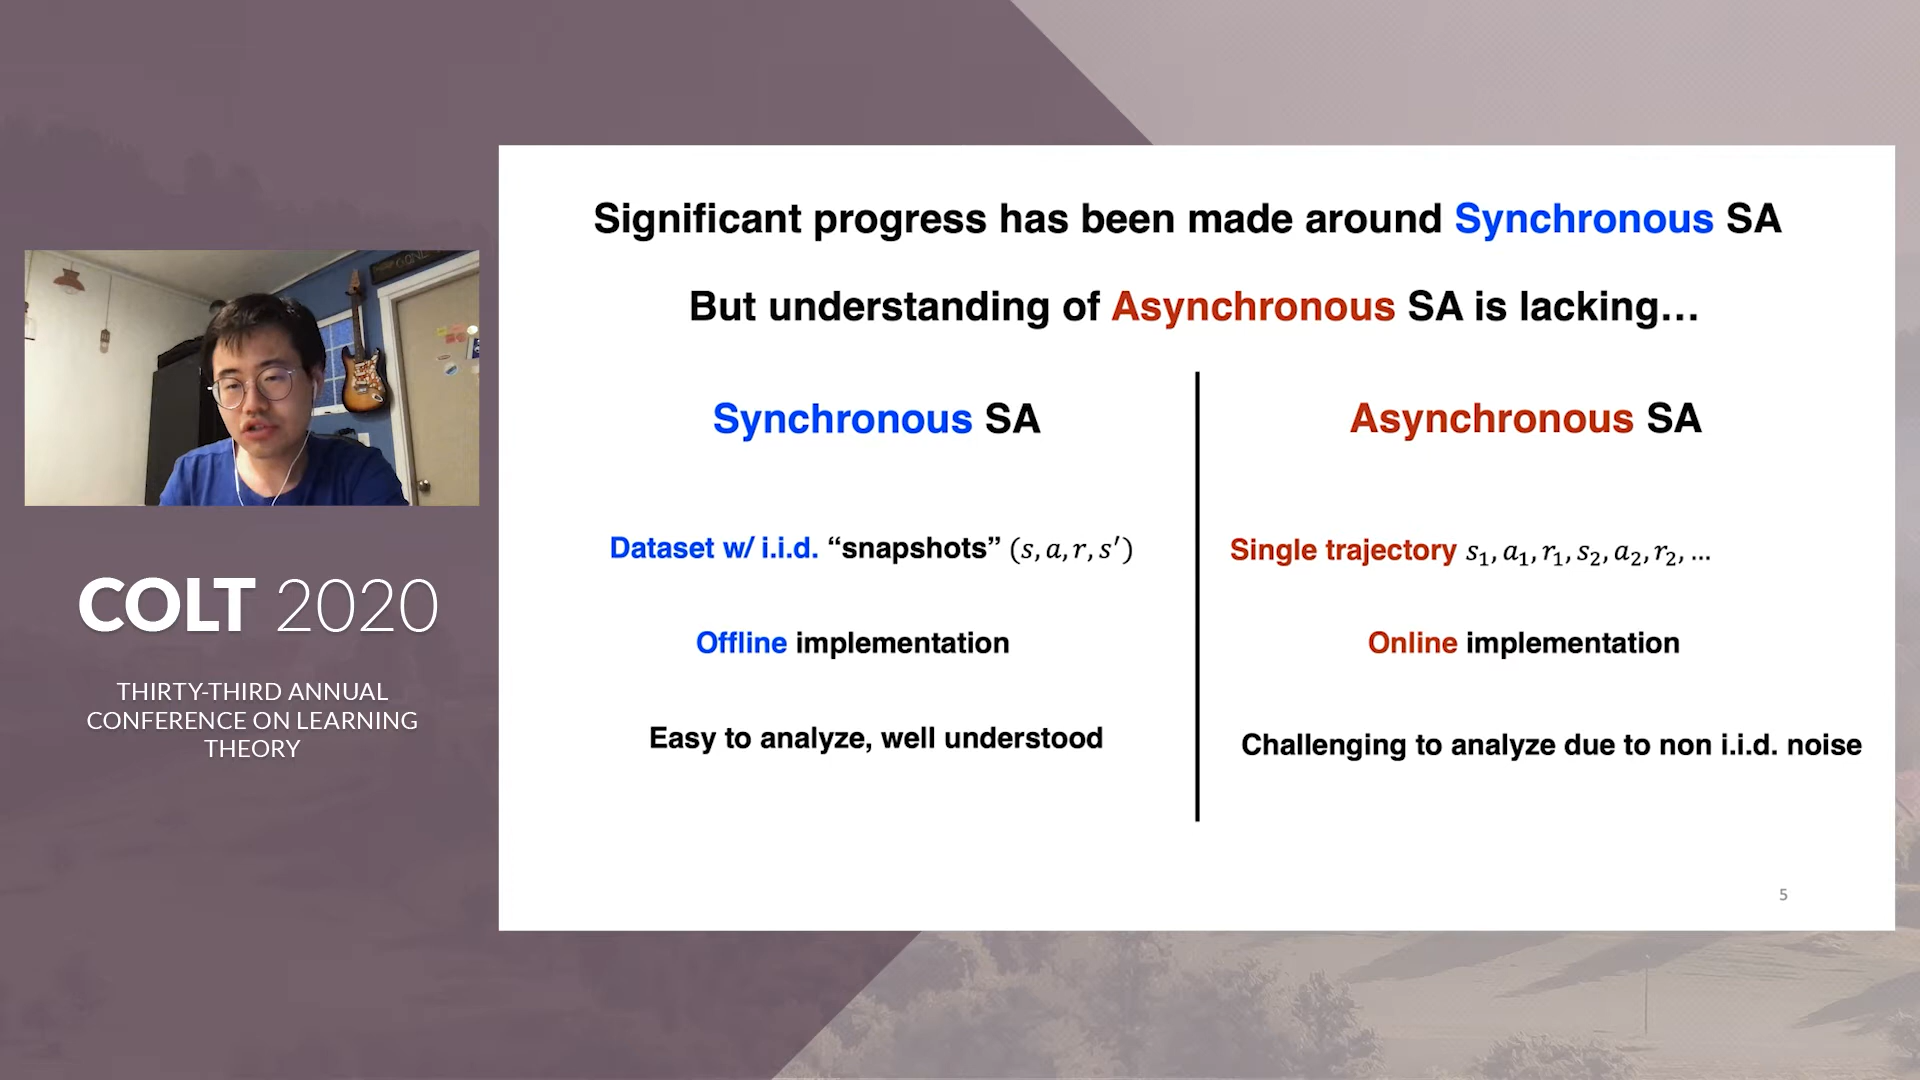 Significant progress has been made around Synchronous SA
But understanding of Asynchronous SA is lacking…
Synchronous SA
Dataset w/ i.i.d. “snapshots” (s, a, r, s′)
Offline implementation
Easy to analyze, well understood
Asynchronous SA
Single trajectory s₁, a₁, r₁, s₂, a₂, r₂, …
Online implementation
Challenging to analyze due to non i.i.d. noise
5
COLT 2020
THIRTY-THIRD ANNUAL
CONFERENCE ON LEARNING
THEORY